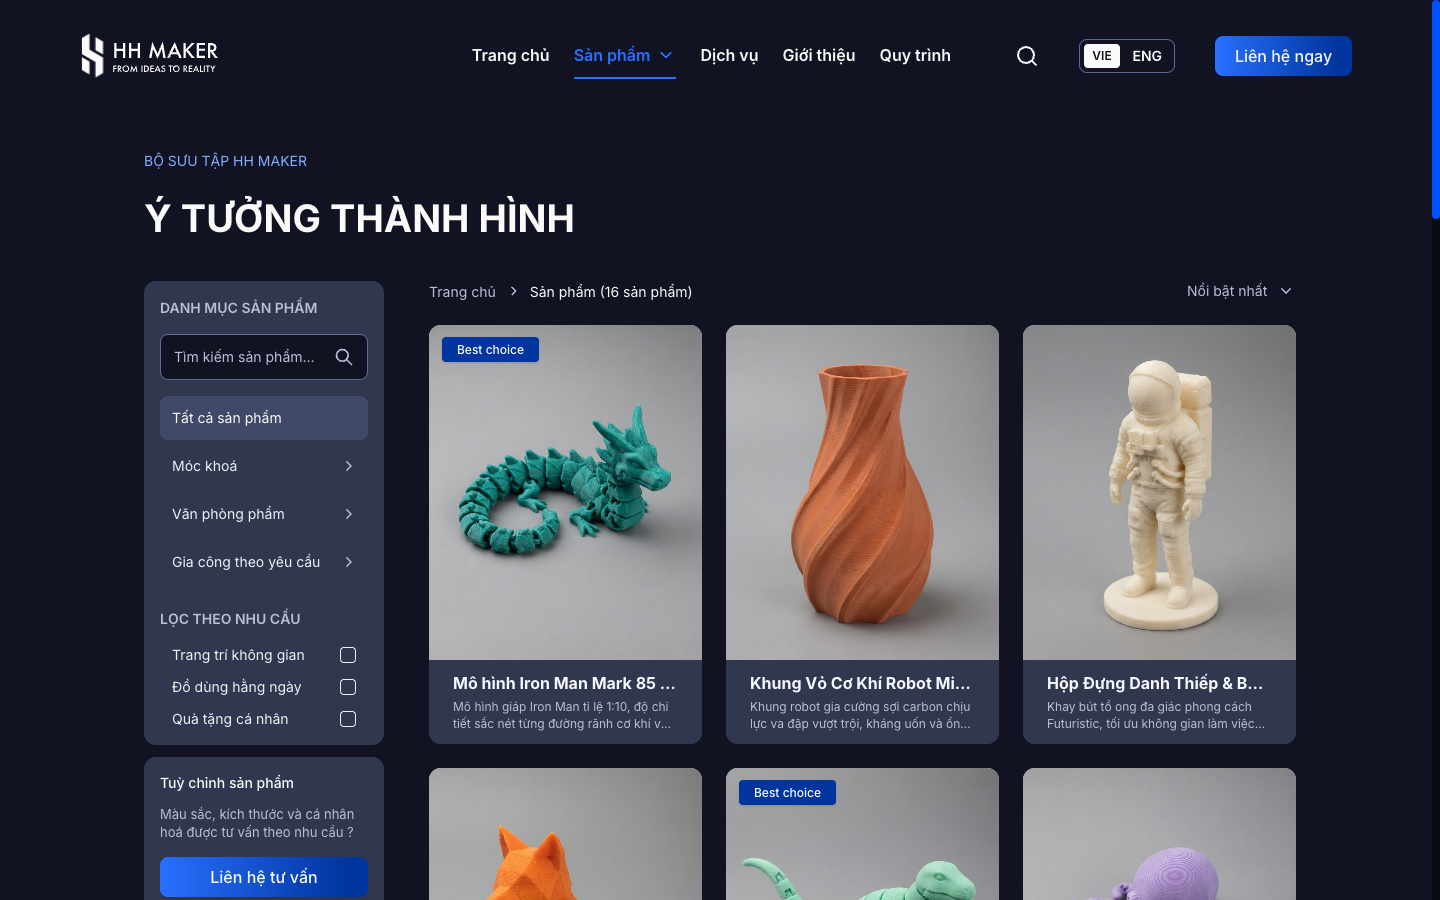 HH MAKER
FROM IDEAS TO REALITY
Trang chủ
Sản phẩm
Dịch vụ
Giới thiệu
Quy trình
VIE
ENG
Liên hệ ngay
BỘ SƯU TẬP HH MAKER
Ý TƯỞNG THÀNH HÌNH
DANH MỤC SẢN PHẨM
Tìm kiếm sản phẩm...
Tất cả sản phẩm
Móc khoá
Văn phòng phẩm
Gia công theo yêu cầu
LỌC THEO NHU CẦU
Trang trí không gian
Đồ dùng hằng ngày
Quà tặng cá nhân
Tuỳ chỉnh sản phẩm
Màu sắc, kích thước và cá nhân
hoá được tư vấn theo nhu cầu ?
Liên hệ tư vấn
Trang chủ
Sản phẩm (16 sản phẩm)
Nổi bật nhất
Best choice
Mô hình Iron Man Mark 85 ...
Mô hình giáp Iron Man tỉ lệ 1:10, độ chi
tiết sắc nét từng đường rãnh cơ khí v...
Khung Vỏ Cơ Khí Robot Mi...
Khung robot gia cường sợi carbon chịu
lực va đập vượt trội, kháng uốn và ổn...
Hộp Đựng Danh Thiếp & B...
Khay bút tổ ong đa giác phong cách
Futuristic, tối ưu không gian làm việc...
Best choice